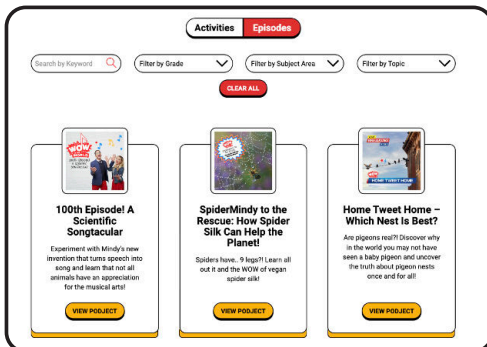 Activities Episodes
Search by Keyword Filter by Grade Filter by Subject Area Filter by Topic
CLEAR ALL
WOW
100th Episode! A
Scientific
Songtacular
Experiment with Mindy's new
invention that turns speech into
song and learn that not all
animals have an appreciation
for the musical arts!
VIEW PODJECT
SpiderMindy to the
Rescue: How Spider
Silk Can Help the
Planet!
Spiders have.. 9 legs?! Learn all
out it and the WOW of vegan
spider silk!
VIEW PODJECT
HOME TWEET HOME
Home Tweet Home –
Which Nest Is Best?
Are pigeons real?! Discover why
in the world you may not have
seen a baby pigeon and uncover
the truth about pigeon nests
once and for all!
VIEW PODJECT